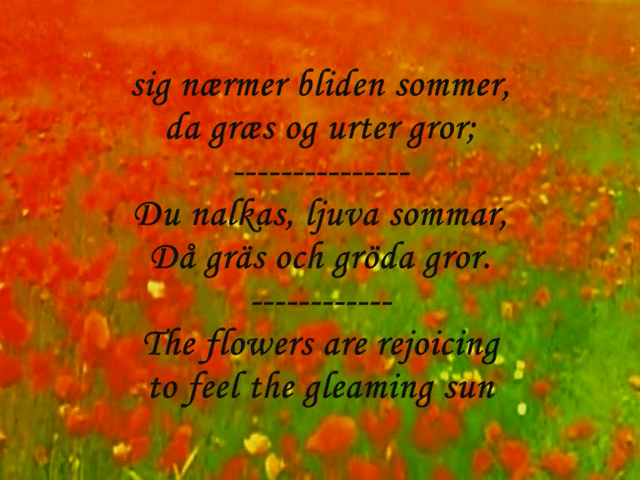 sig nærmer bliden sommer,
da græs og urter gror;
---------------
Du nalkas, ljuva sommar,
Då gräs och gröda gror.
------------
The flowers are rejoicing
to feel the gleaming sun